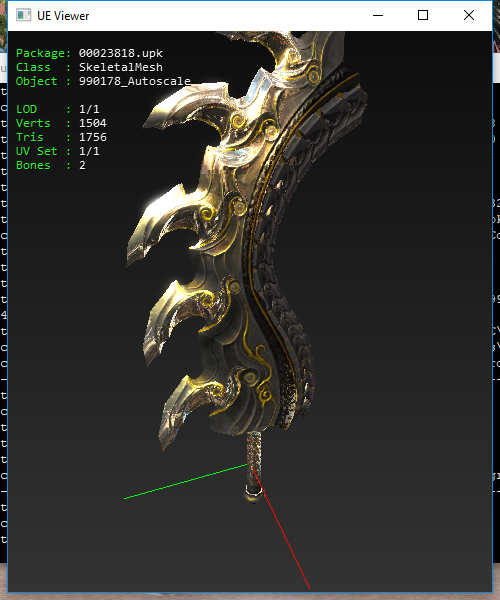 UE Viewer
Package: 00023818.upk
Class : SkeletalMesh
Object : 990178_Autoscale
LOD : 1/1
Verts : 1504
Tris : 1756
UV Set : 1/1
Bones : 2